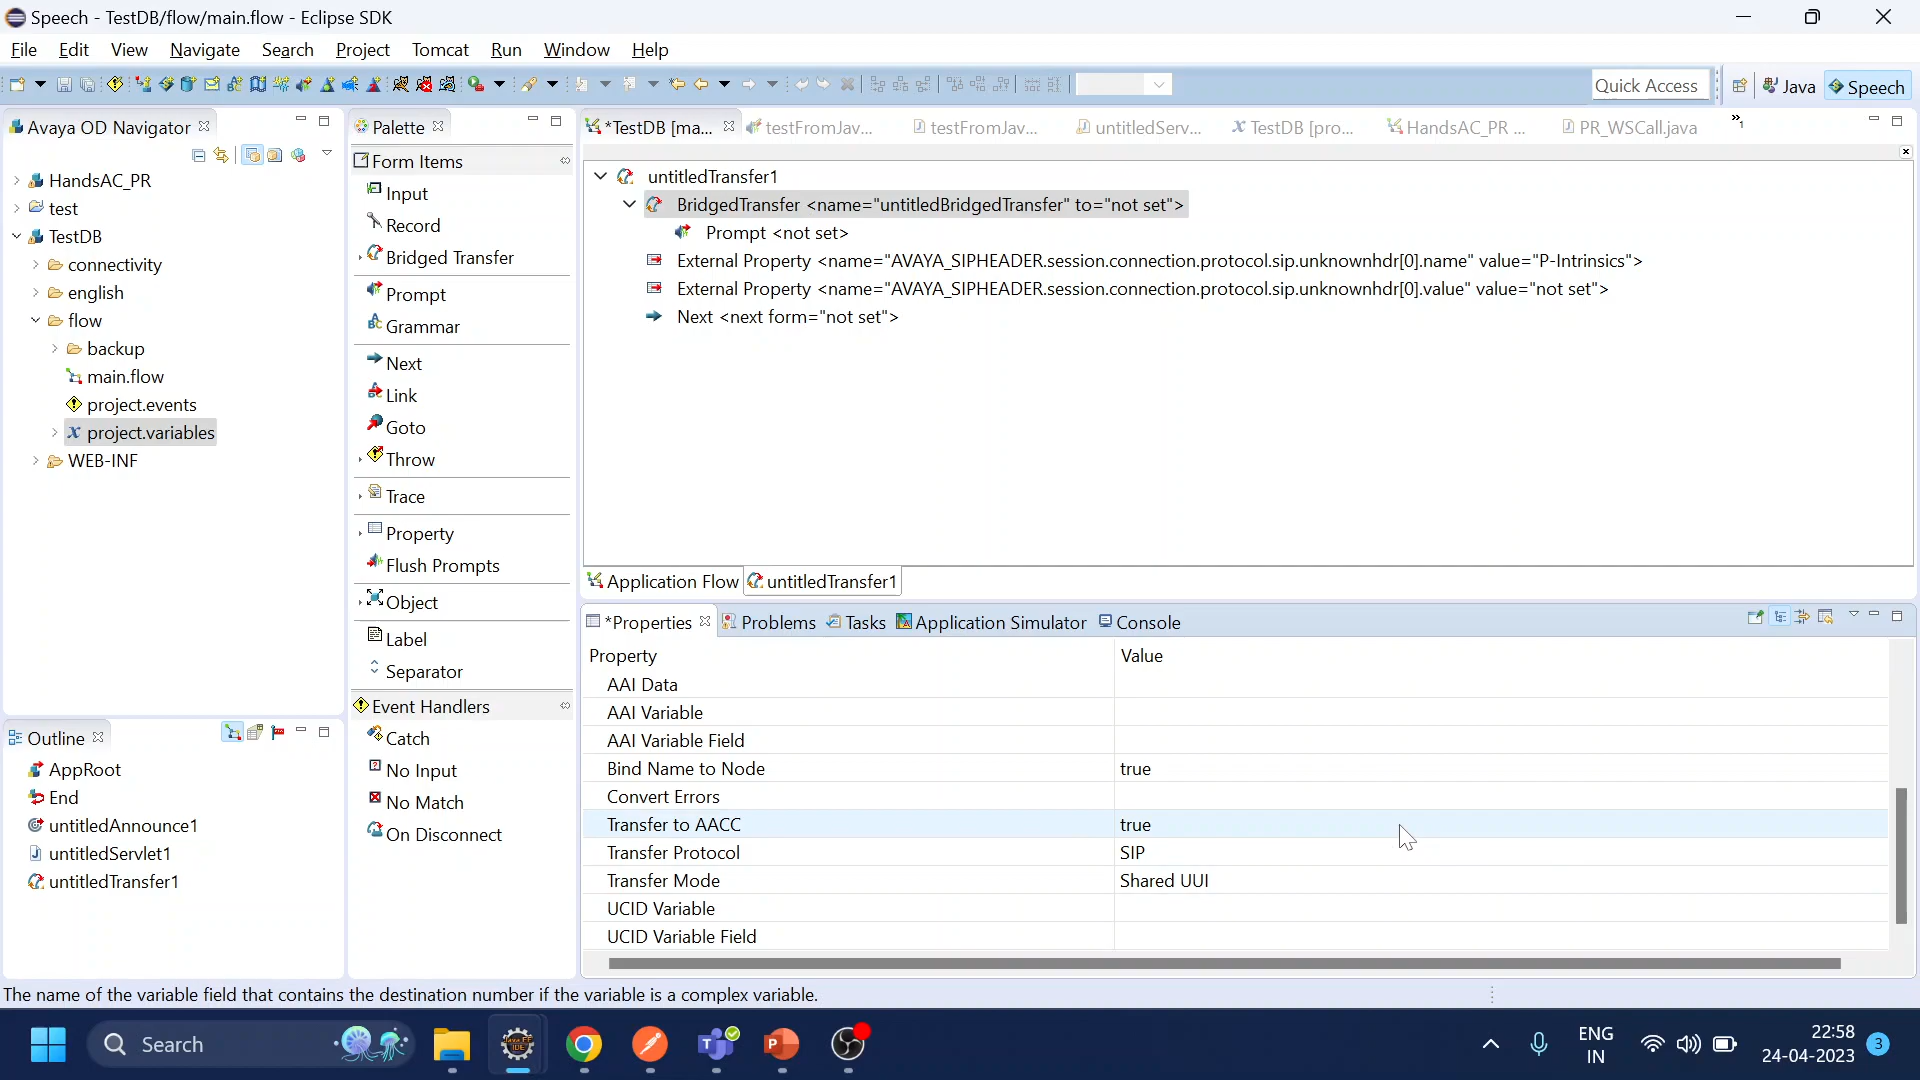 Speech - TestDB/flow/main.flow - Eclipse SDK
File Edit View Navigate Search Project Tomcat Run Window Help
Quick Access Java Speech
Avaya OD Navigator
HandsAC_PR
test
TestDB
connectivity
english
flow
backup
main.flow
project.events
project.variables
WEB-INF
Outline
AppRoot
End
untitledAnnounce1
untitledServlet1
untitledTransfer1
Palette
Form Items
Input
Record
Bridged Transfer
Prompt
Grammar
Next
Link
Goto
Throw
Trace
Property
Flush Prompts
Object
Label
Separator
Event Handlers
Catch
No Input
No Match
On Disconnect
*TestDB [ma... testFromJav... testFromJav... untitledServ... TestDB [pro... HandsAC_PR ... PR_WSCall.java »1
untitledTransfer1
BridgedTransfer <name="untitledBridgedTransfer" to="not set">
Prompt <not set>
External Property <name="AVAYA_SIPHEADER.session.connection.protocol.sip.unknownhdr[0].name" value="P-Intrinsics">
External Property <name="AVAYA_SIPHEADER.session.connection.protocol.sip.unknownhdr[0].value" value="not set">
Next <next form="not set">
Application Flow untitledTransfer1
*Properties Problems Tasks Application Simulator Console
Property Value
AAI Data
AAI Variable
AAI Variable Field
Bind Name to Node true
Convert Errors
Transfer to AACC true
Transfer Protocol SIP
Transfer Mode Shared UUI
UCID Variable
UCID Variable Field
The name of the variable field that contains the destination number if the variable is a complex variable.
Search
ENG
IN
22:58
24-04-2023
3